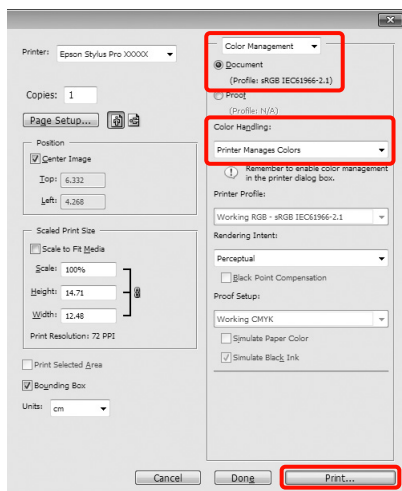 Printer: Epson Stylus Pro XXXXX
Copies: 1
Page Setup...
Position
Center Image
Top: 6.332
Left: 4.268
Scaled Print Size
Scale to Fit Media
Scale: 100%
Height: 14.71
Width: 12.48
Print Resolution: 72 PPI
Print Selected Area
Bounding Box
Units: cm
Color Management
Document
(Profile: sRGB IEC61966-2.1)
Proof
(Profile: N/A)
Color Handling:
Printer Manages Colors
Remember to enable color management
in the printer dialog box.
Printer Profile:
Working RGB - sRGB IEC61966-2.1
Rendering Intent:
Perceptual
Black Point Compensation
Proof Setup:
Working CMYK
Simulate Paper Color
Simulate Black Ink
Cancel
Done
Print...